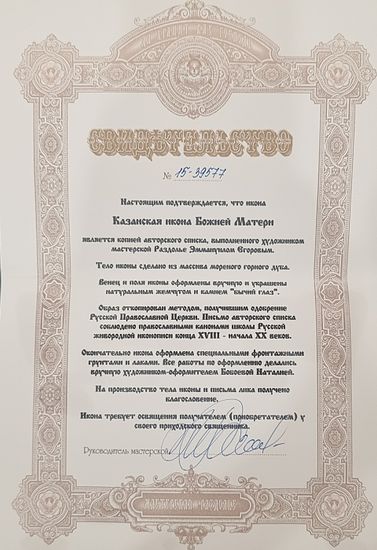 СВИДЕТЕЛЬСТВО
№ 15-39577
Настоящим подтверждается, что икона
Казанская икона Божией Матери
является копией авторского списка, выполненного художником
мастерской Раздолье Эммануилом Егоровым.
Тело иконы сделано из массива мореного горного дуба.
Венец и поля иконы оформлены вручную и украшены
натуральным жемчугом и камнем "бычий глаз".
Образ откопирован методом, получившим одобрение
Русской Православной Церкви. Письмо авторского списка
соблюдено православными канонами школы Русской
живородной иконописи конца XVIII - начала XX веков.
Окончательно икона оформлена специальными фронтажными
грунтами и лаками. Все работы по оформлению делались
вручную художником-оформителем Боковой Наталией.
На производство тела иконы и письма лика получено
благословение.
Икона требует освящения получателем (приобретателем) у
своего приходского священника.
Руководитель мастерской